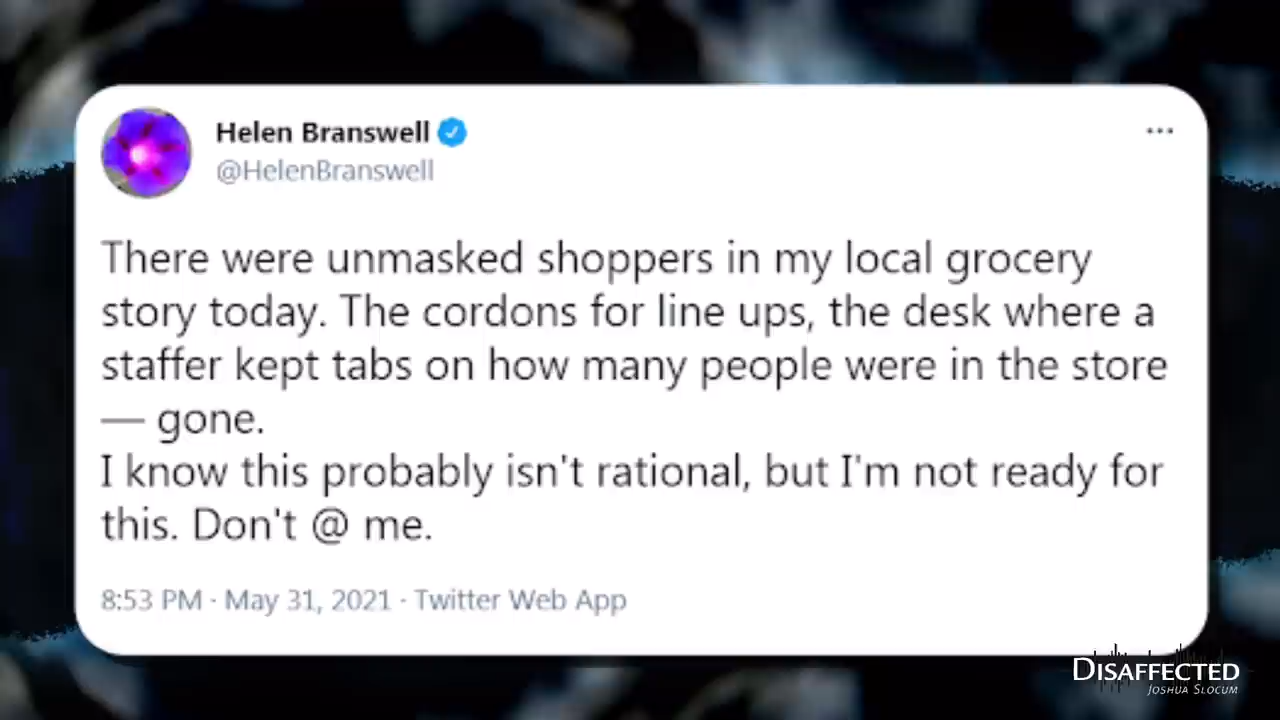 Helen Branswell
@HelenBranswell
There were unmasked shoppers in my local grocery
story today. The cordons for line ups, the desk where a
staffer kept tabs on how many people were in the store
— gone.
I know this probably isn't rational, but I'm not ready for
this. Don't @ me.
8:53 PM · May 31, 2021 · Twitter Web App
DISAFFECTED
JOSHUA SLOCUM